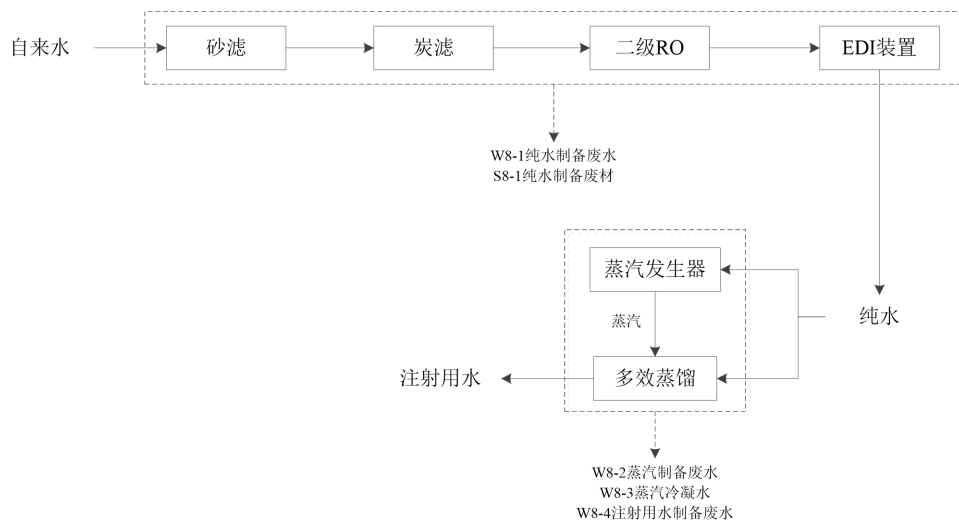 自来水
砂滤
炭滤
二级RO
EDI装置
W8-1纯水制备废水
S8-1纯水制备废材
蒸汽发生器
蒸汽
纯水
注射用水
多效蒸馏
W8-2蒸汽制备废水
W8-3蒸汽冷凝水
W8-4注射用水制备废水